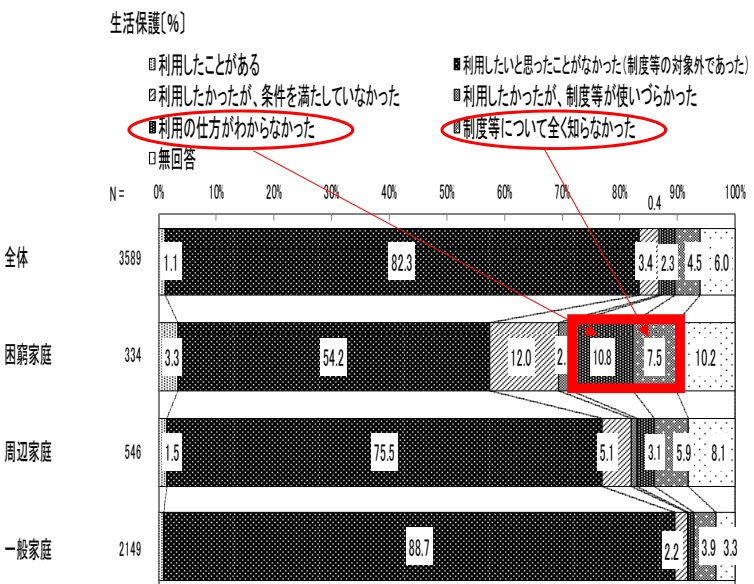 生活保護〔%〕
利用したことがある
利用したいと思ったことがなかった(制度等の対象外であった)
利用したかったが、条件を満たしていなかった
利用したかったが、制度等が使いづらかった
利用の仕方がわからなかった
制度等について全く知らなかった
無回答
N= 0% 10% 20% 30% 40% 50% 60% 70% 80% 90% 100%
0.4
全体 3589 1.1 82.3 3.4 2.3 4.5 6.0
困窮家庭 334 3.3 54.2 12.0 2. 10.8 7.5 10.2
周辺家庭 546 1.5 75.5 5.1 3.1 5.9 8.1
一般家庭 2149 88.7 2.2 3.9 3.3